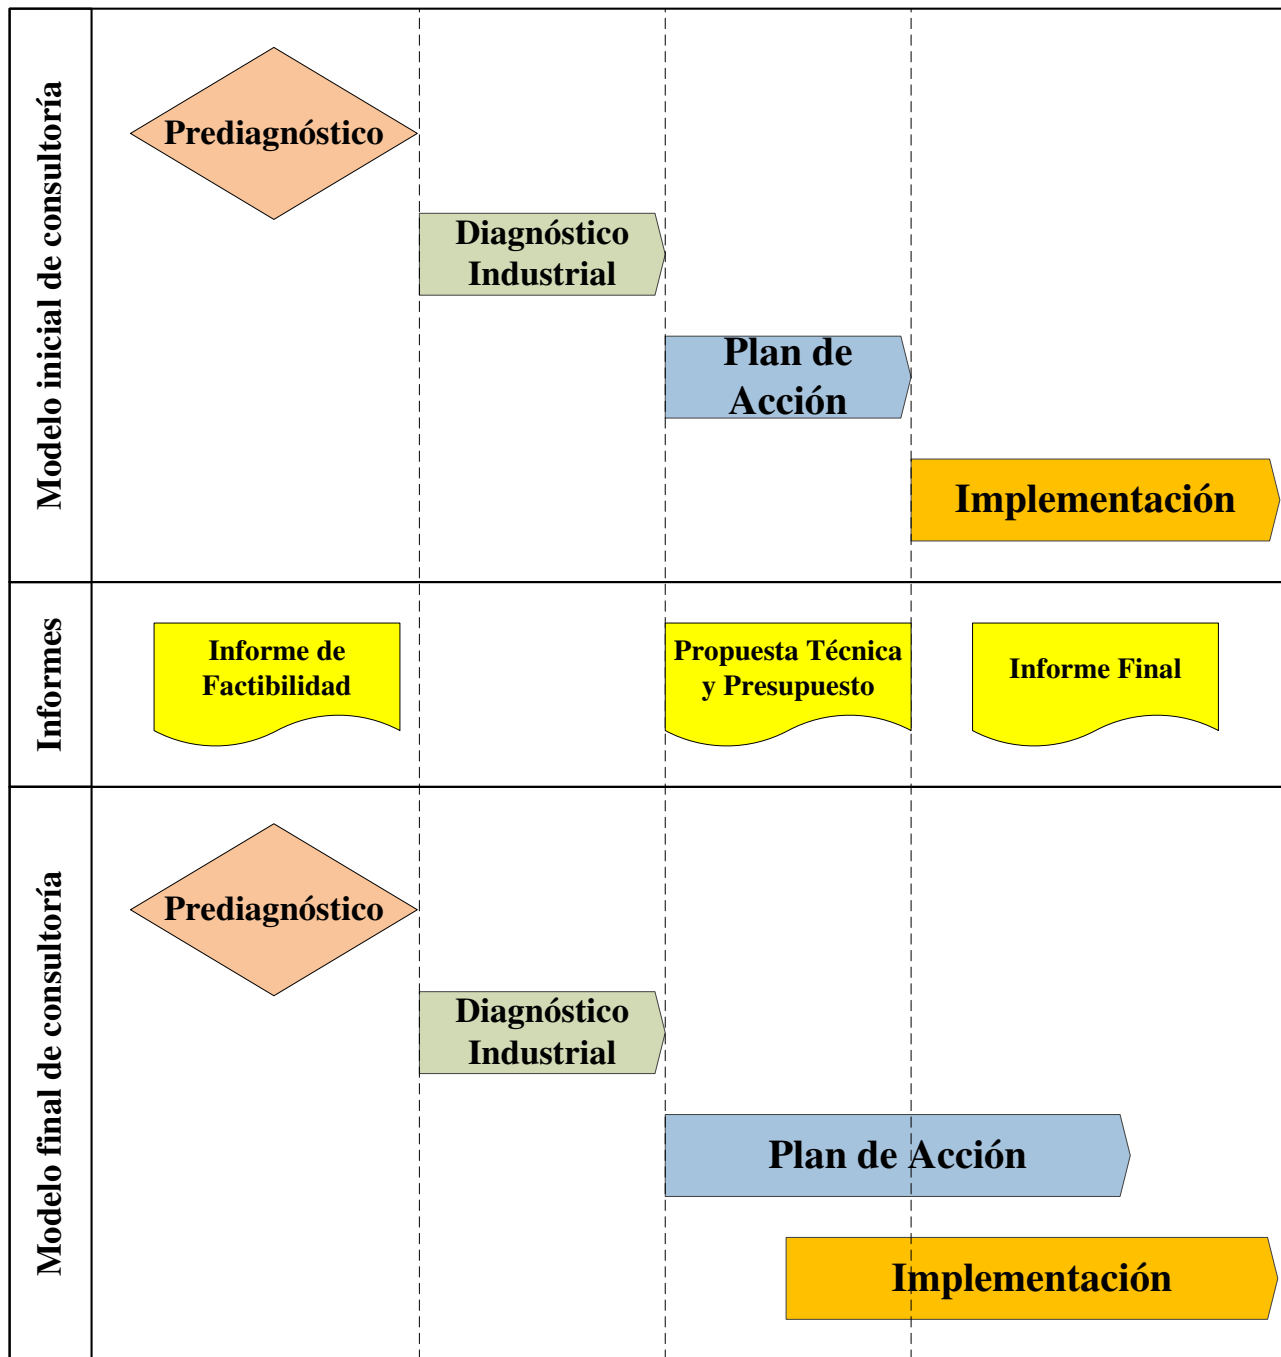 Modelo inicial de consultoría
Prediagnóstico
Diagnóstico
Industrial
Plan de
Acción
Implementación
Informes
Informe de
Factibilidad
Propuesta Técnica
y Presupuesto
Informe Final
Modelo final de consultoría
Prediagnóstico
Diagnóstico
Industrial
Plan de Acción
Implementación